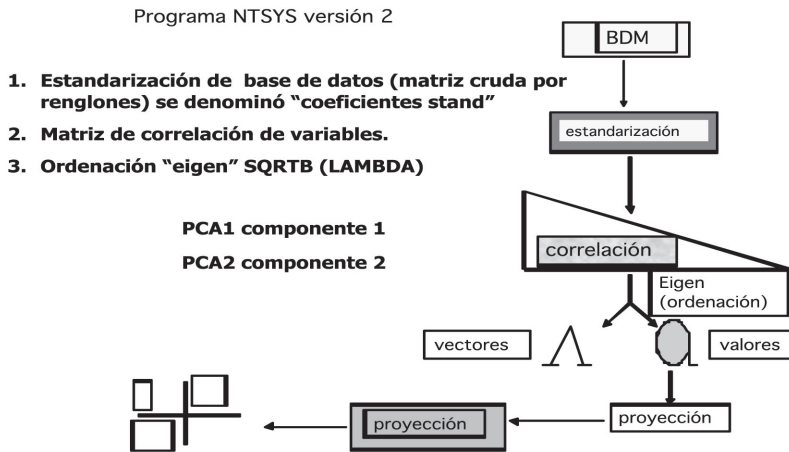 Programa NTSYS versión 2
1. Estandarización de base de datos (matriz cruda por
renglones) se denominó “coeficientes stand”
2. Matriz de correlación de variables.
3. Ordenación “eigen” SQRTB (LAMBDA)
PCA1 componente 1
PCA2 componente 2
BDM
estandarización
correlación
Eigen
(ordenación)
vectores
valores
proyección
proyección